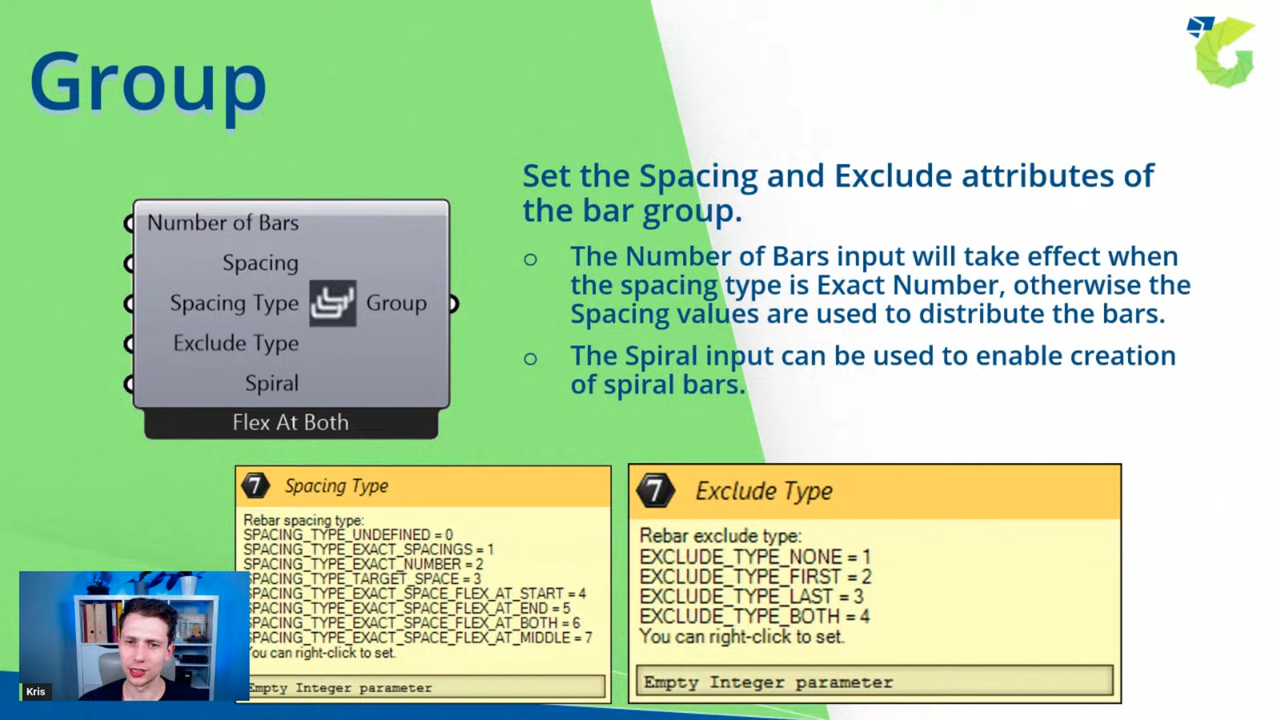 Group
Set the Spacing and Exclude attributes of
the bar group.
The Number of Bars input will take effect when
the spacing type is Exact Number, otherwise the
Spacing values are used to distribute the bars.
The Spiral input can be used to enable creation
of spiral bars.
Number of Bars
Spacing
Spacing Type
Group
Exclude Type
Spiral
Flex At Both
7 Spacing Type
Rebar spacing type:
SPACING_TYPE_UNDEFINED = 0
SPACING_TYPE_EXACT_SPACINGS = 1
SPACING_TYPE_EXACT_NUMBER = 2
SPACING_TYPE_TARGET_SPACE = 3
SPACING_TYPE_EXACT_SPACE_FLEX_AT_START = 4
SPACING_TYPE_EXACT_SPACE_FLEX_AT_END = 5
SPACING_TYPE_EXACT_SPACE_FLEX_AT_BOTH = 6
SPACING_TYPE_EXACT_SPACE_FLEX_AT_MIDDLE = 7
You can right-click to set.
Empty Integer parameter
7 Exclude Type
Rebar exclude type:
EXCLUDE_TYPE_NONE = 1
EXCLUDE_TYPE_FIRST = 2
EXCLUDE_TYPE_LAST = 3
EXCLUDE_TYPE_BOTH = 4
You can right-click to set.
Empty Integer parameter
Kris